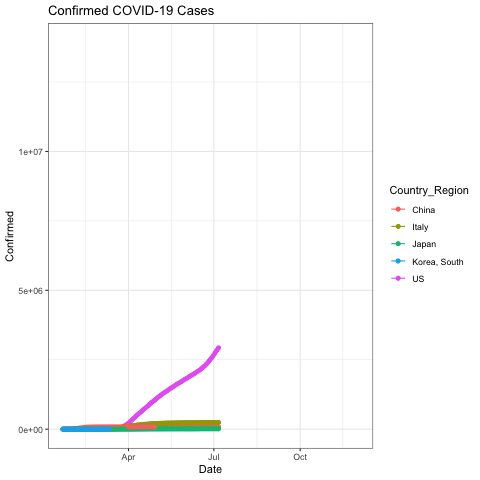 Confirmed COVID-19 Cases
1e+07
5e+06
0e+00
Confirmed
Apr
Jul
Oct
Date
Country_Region
China
Italy
Japan
Korea, South
US